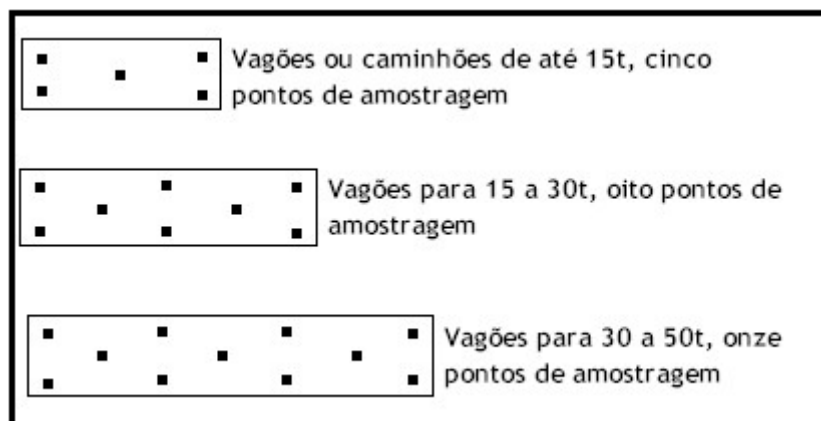 Vagões ou caminhões de até 15t, cinco
pontos de amostragem
Vagões para 15 a 30t, oito pontos de
amostragem
Vagões para 30 a 50t, onze
pontos de amostragem